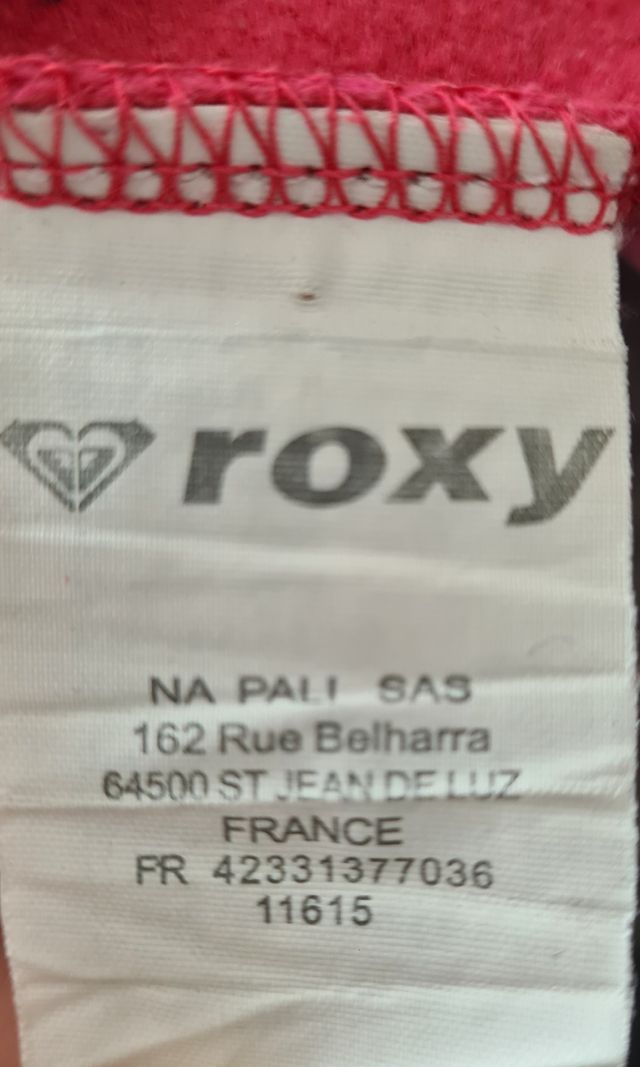 roxy
NA PALI SAS
162 Rue Belharra
64500 ST JEAN DE LUZ
FRANCE
FR 42331377036
11615